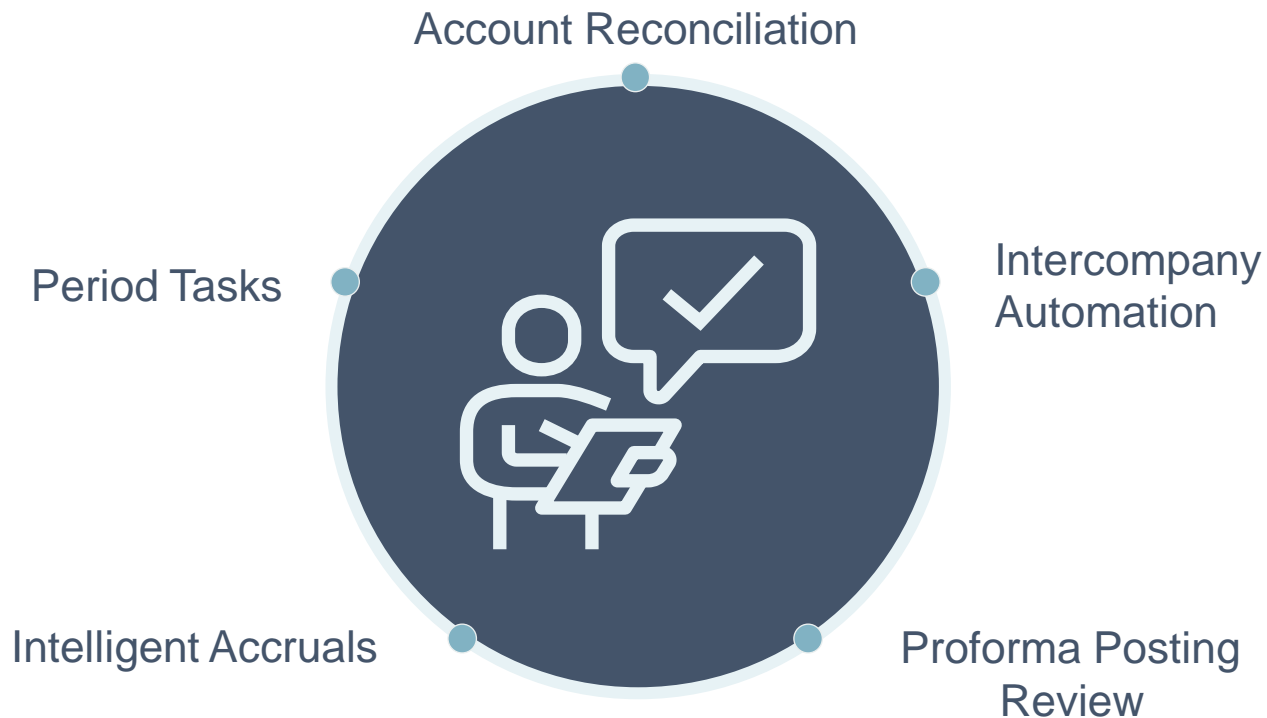 Account Reconciliation
Intercompany
Automation
Period Tasks
Intelligent Accruals
Proforma Posting
Review